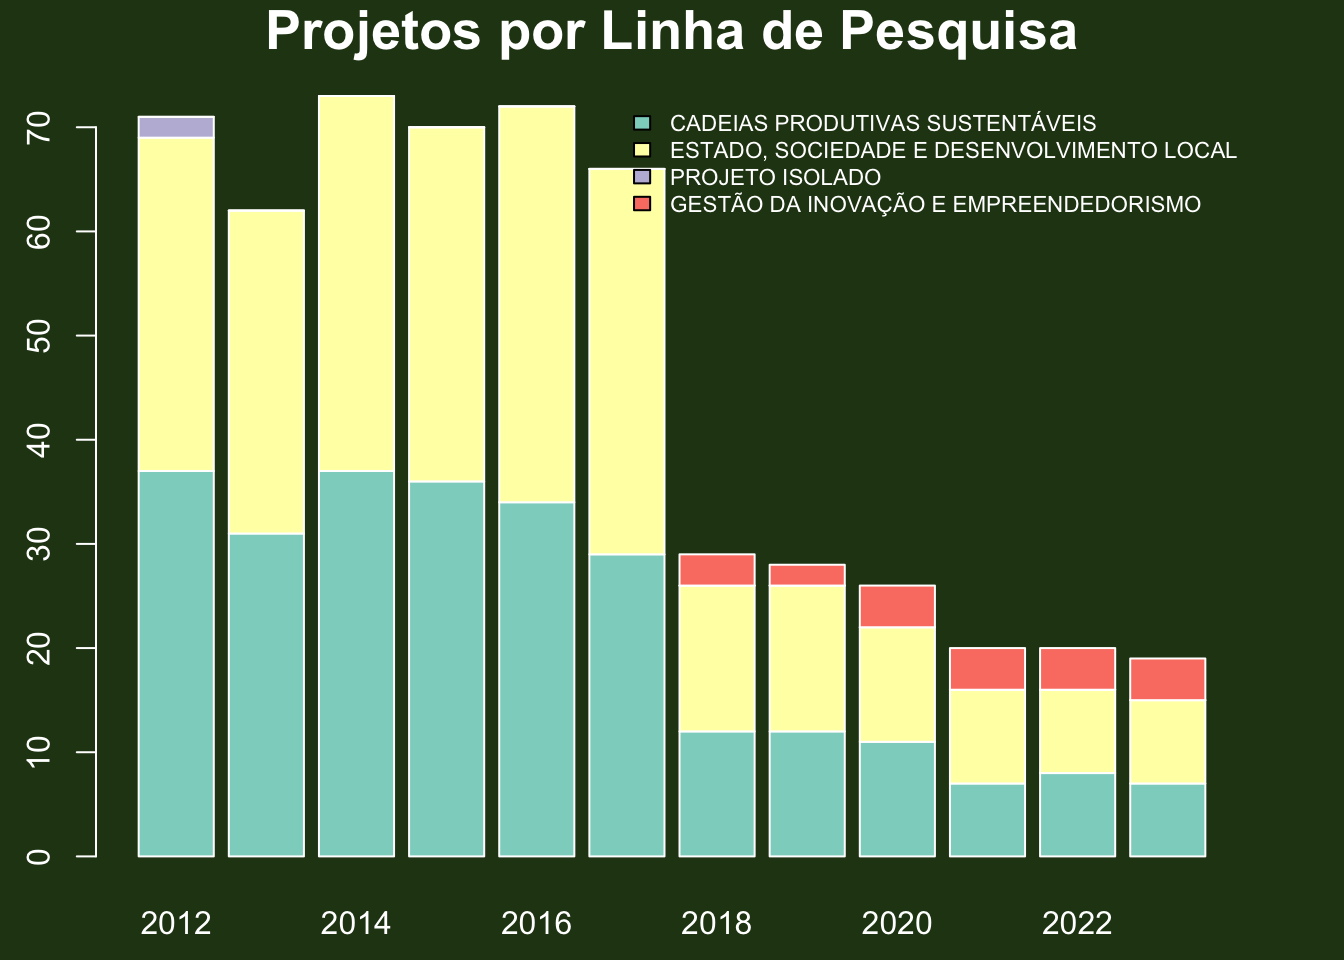 Projetos por Linha de Pesquisa
CADEIAS PRODUTIVAS SUSTENTÁVEIS
ESTADO, SOCIEDADE E DESENVOLVIMENTO LOCAL
PROJETO ISOLADO
GESTÃO DA INOVAÇÃO E EMPREENDEDORISMO
70
60
50
40
30
20
10
0
2012 2014 2016 2018 2020 2022